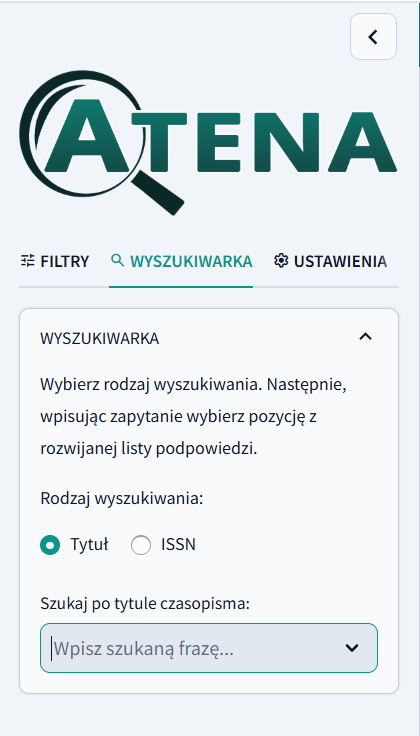 ATENA
FILTRY WYSZUKIWARKA USTAWIENIA
WYSZUKIWARKA
Wybierz rodzaj wyszukiwania. Następnie,
wpisując zapytanie wybierz pozycję z
rozwijanej listy podpowiedzi.
Rodzaj wyszukiwania:
Tytuł ISSN
Szukaj po tytule czasopisma:
Wpisz szukaną frazę...